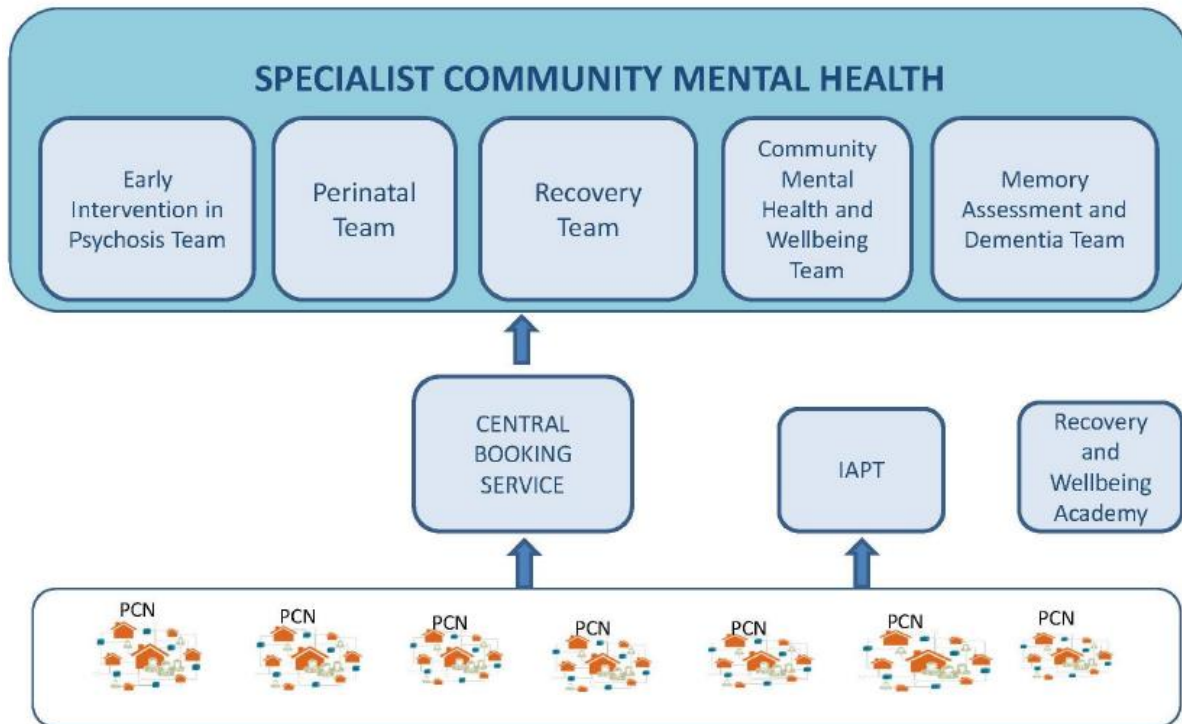 SPECIALIST COMMUNITY MENTAL HEALTH
Early
Intervention in
Psychosis Team
Perinatal
Team
Recovery
Team
Community
Mental
Health and
Wellbeing
Team
Memory
Assessment and
Dementia Team
CENTRAL
BOOKING
SERVICE
IAPT
Recovery
and
Wellbeing
Academy
PCN
PCN
PCN
PCN
PCN
PCN
PCN